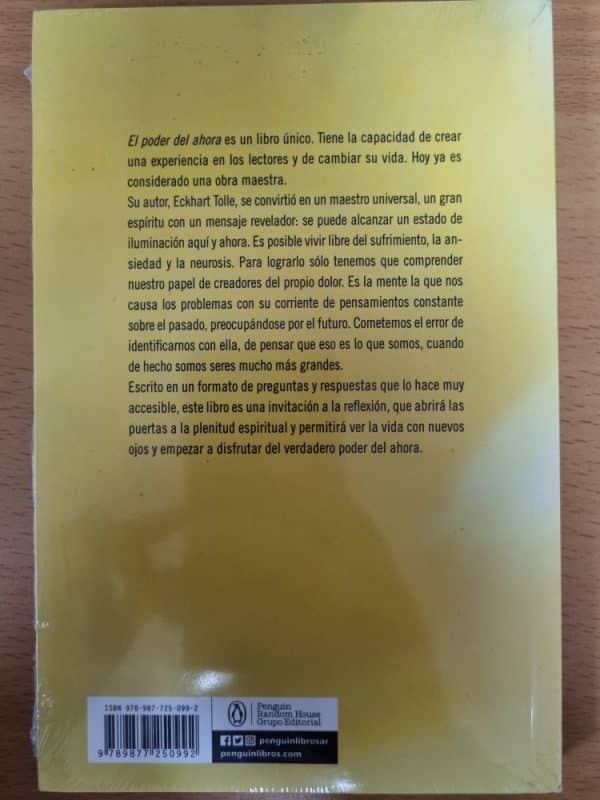 El poder del ahora es un libro único. Tiene la capacidad de crear
una experiencia en los lectores y de cambiar su vida. Hoy ya es
considerado una obra maestra.
Su autor, Eckhart Tolle, se convirtió en un maestro universal, un gran
espíritu con un mensaje revelador: se puede alcanzar un estado de
iluminación aquí y ahora. Es posible vivir libre del sufrimiento, la an-
siedad y la neurosis. Para lograrlo sólo tenemos que comprender
nuestro papel de creadores del propio dolor. Es la mente la que nos
causa los problemas con su corriente de pensamientos constante
sobre el pasado, preocupándose por el futuro. Cometemos el error de
identificarnos con ella, de pensar que eso es lo que somos, cuando
de hecho somos seres mucho más grandes.
Escrito en un formato de preguntas y respuestas que lo hace muy
accesible, este libro es una invitación a la reflexión, que abrirá las
puertas a la plenitud espiritual y permitirá ver la vida con nuevos
ojos y empezar a disfrutar del verdadero poder del ahora.
ISBN 978-987-725-099-2
9 789877 250992
Penguin
Random House
Grupo Editorial
penguinlibrosar
penguinlibros.com